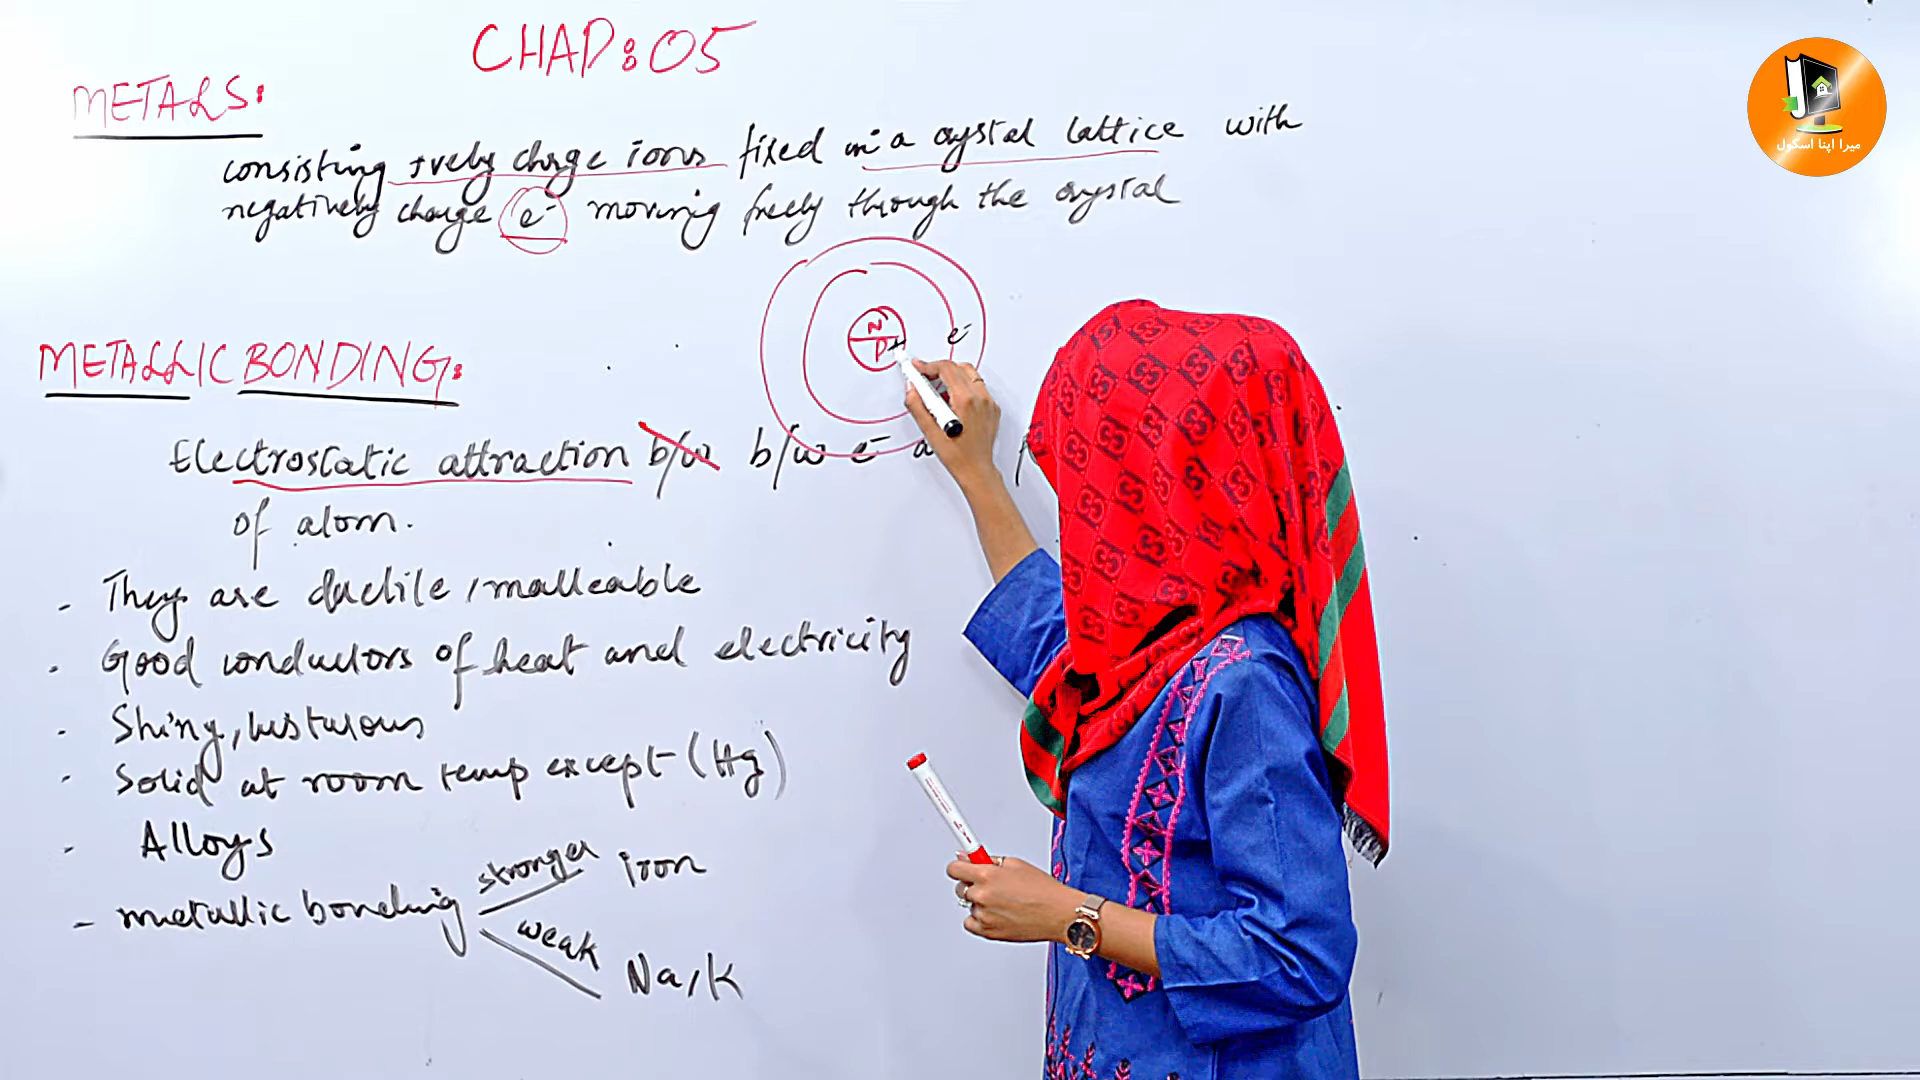 CHAP:05
METALS:
consisting +vely charge ions fixed in a crystal lattice with
negatively charge e⁻ moving freely through the crystal
N
P+
e⁻
METALLIC BONDING:
Electrostatic attraction b/w b/w e⁻
of atom.
- They are ductile, malleable
- Good conductors of heat and electricity
- Shiny, lusturous
- Solid at room temp except (Hg)
- Alloys
- metallic bonding stronger iron
weak Na, K
میرا اپنا اسکول